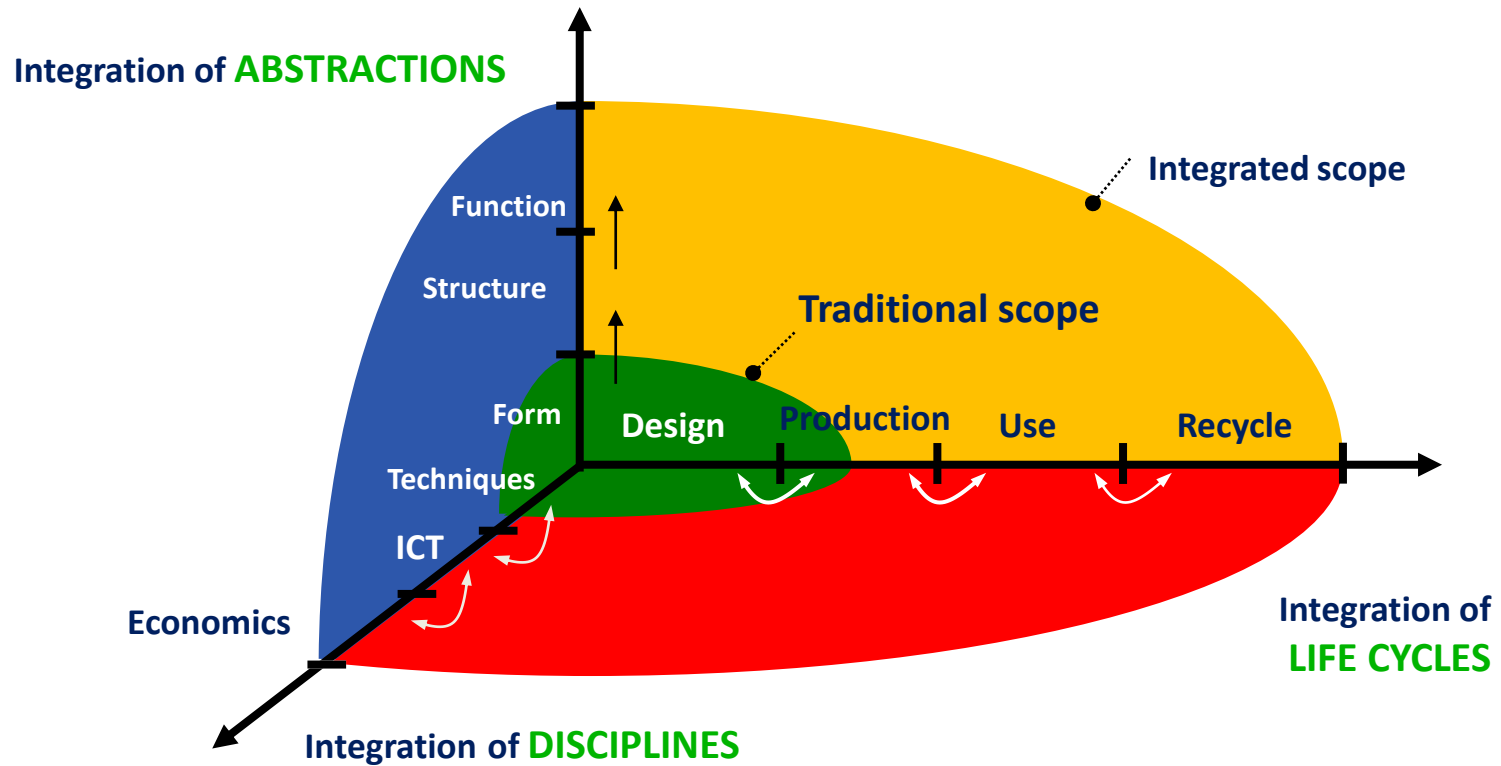 Integration of ABSTRACTIONS
Integrated scope
Function
Structure
Traditional scope
Form
Design
Production
Use
Recycle
Techniques
ICT
Economics
Integration of
LIFE CYCLES
Integration of DISCIPLINES